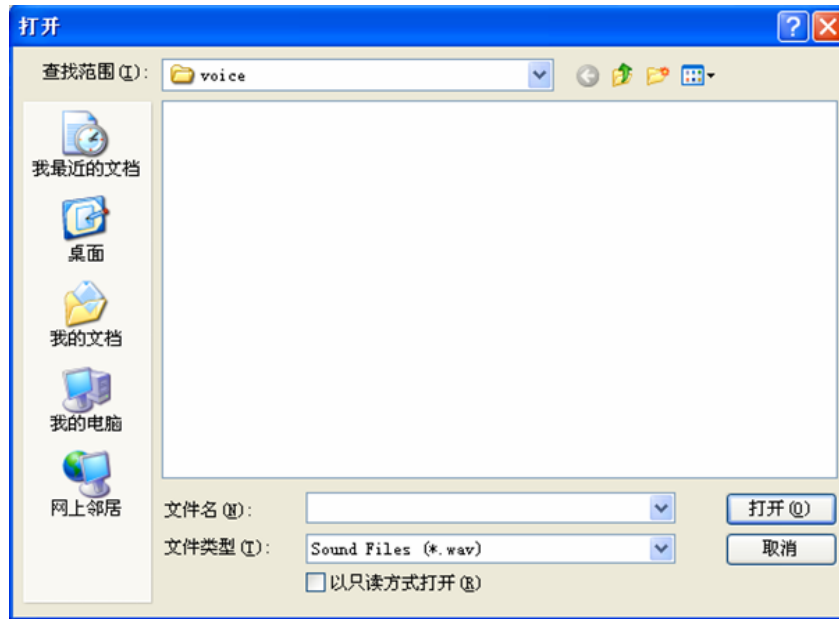 打开
查找范围(I): voice
我最近的文档
桌面
我的文档
我的电脑
网上邻居
文件名(N): 打开(O)
文件类型(T): Sound Files (*.wav) 取消
以只读方式打开(R)